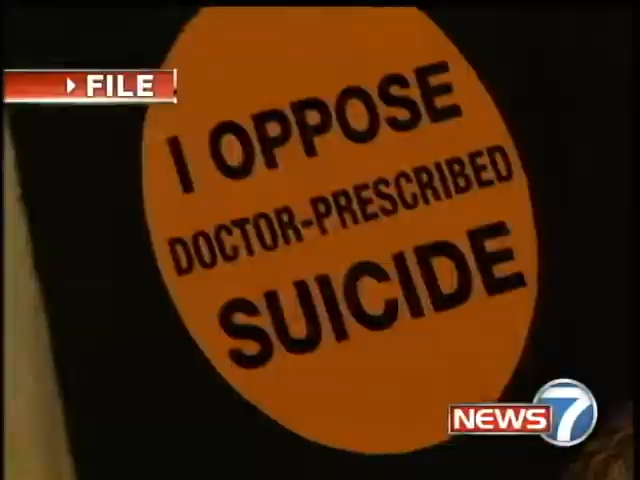 FILE
I OPPOSE
DOCTOR-PRESCRIBED
SUICIDE
NEWS 7